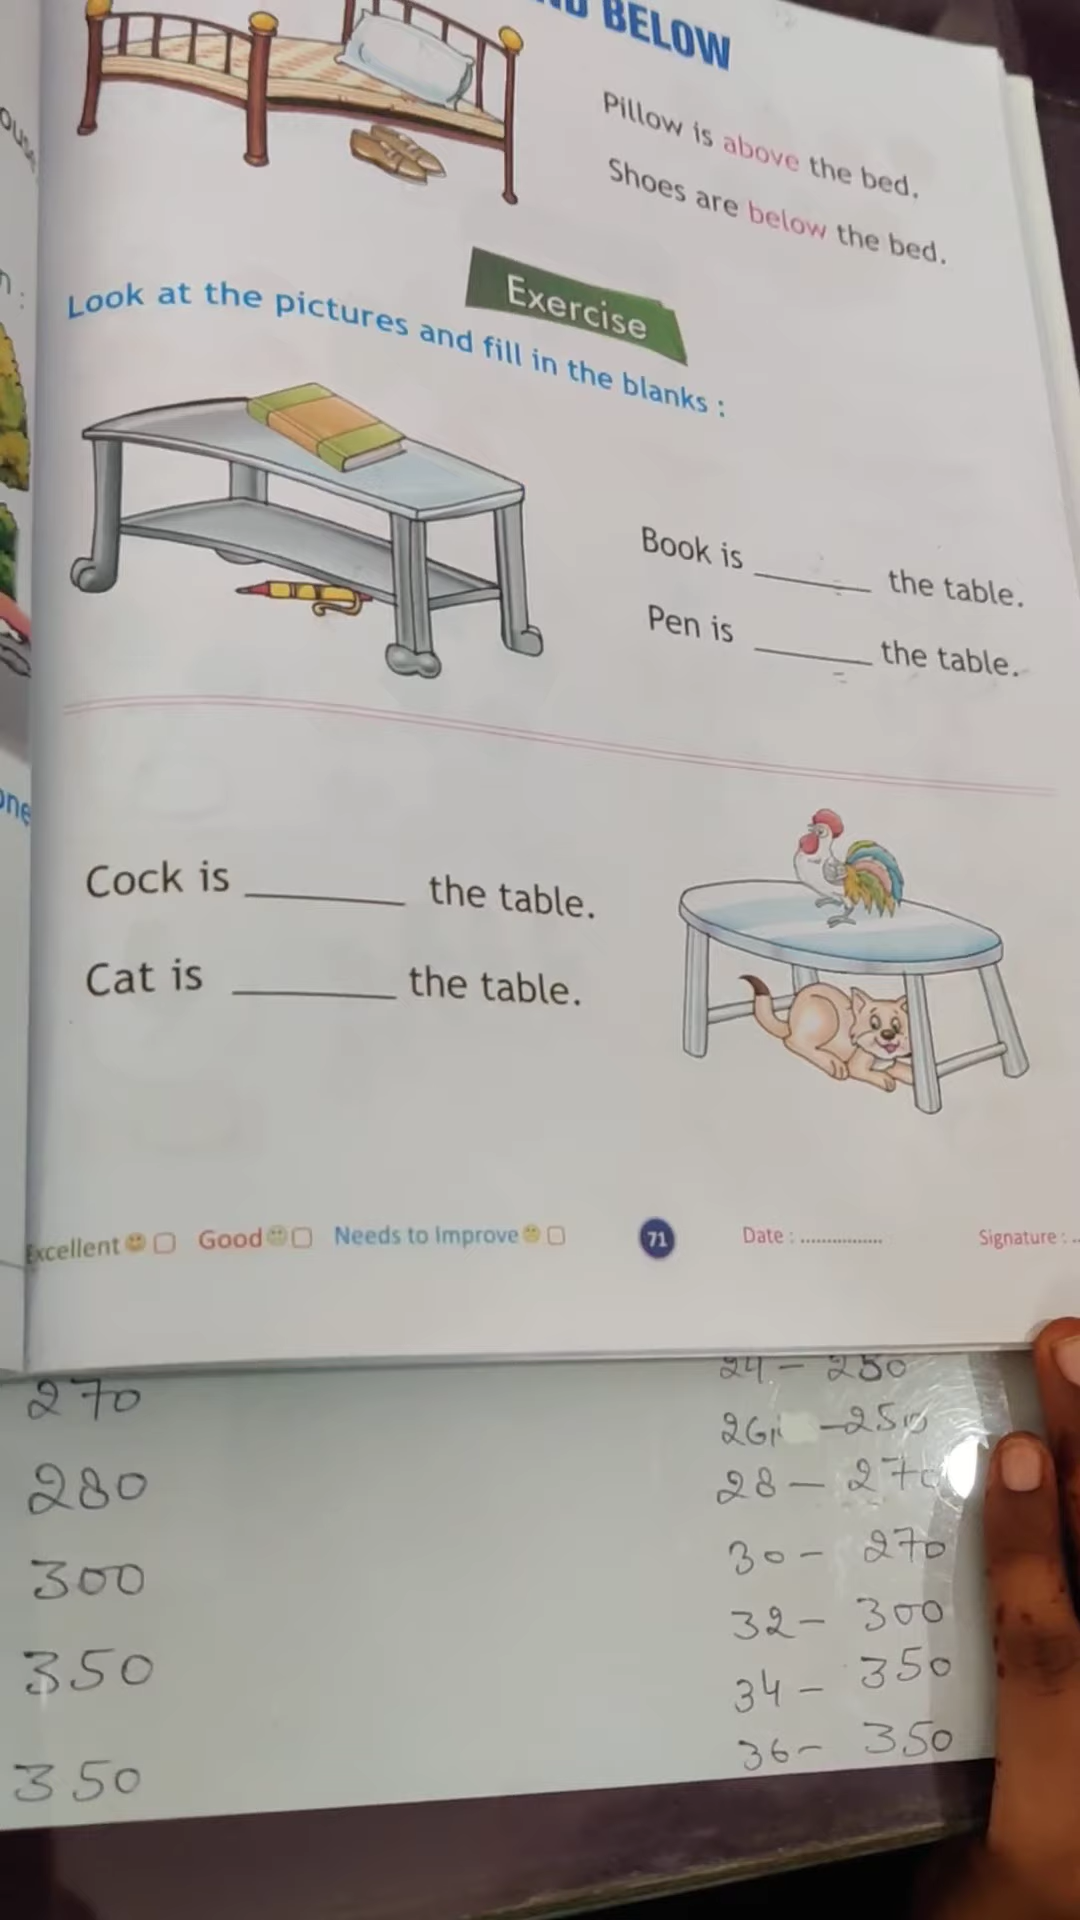 BELOW
Pillow is above the bed.
Shoes are below the bed.
Exercise
Look at the pictures and fill in the blanks :
Book is ______ the table.
Pen is ______ the table.
Cock is ______ the table.
Cat is ______ the table.
Excellent Good Needs to Improve 71 Date : ............... Signature : ..
270
280
300
350
350
24 - 250
26 - 250
28 - 270
30 - 270
32 - 300
34 - 350
36 - 350